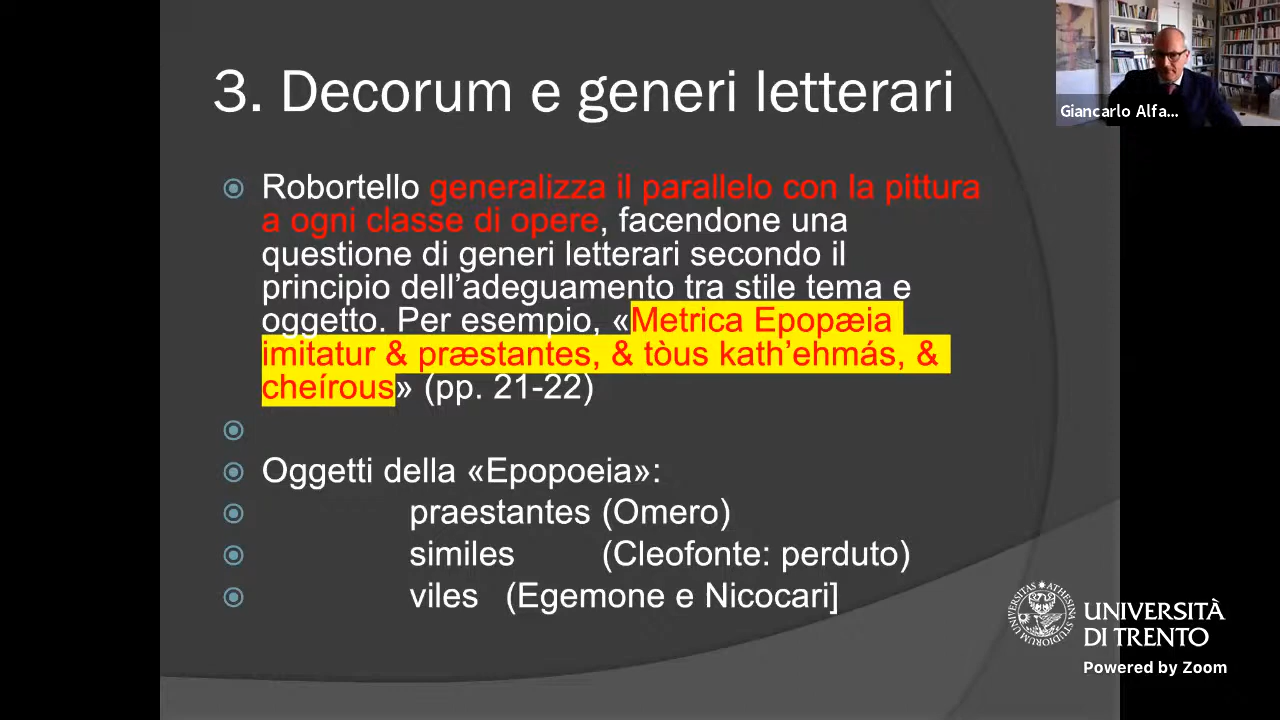 3. Decorum e generi letterari
Giancarlo Alfa...
Robortello generalizza il parallelo con la pittura
a ogni classe di opere, facendone una
questione di generi letterari secondo il
principio dell’adeguamento tra stile tema e
oggetto. Per esempio, «Metrica Epopæia
imitatur & præstantes, & tòus kath’ehmás, &
cheírous» (pp. 21-22)
Oggetti della «Epopoeia»:
praestantes (Omero)
similes (Cleofonte: perduto)
viles (Egemone e Nicocari]
UNIVERSITÀ
DI TRENTO
Powered by Zoom